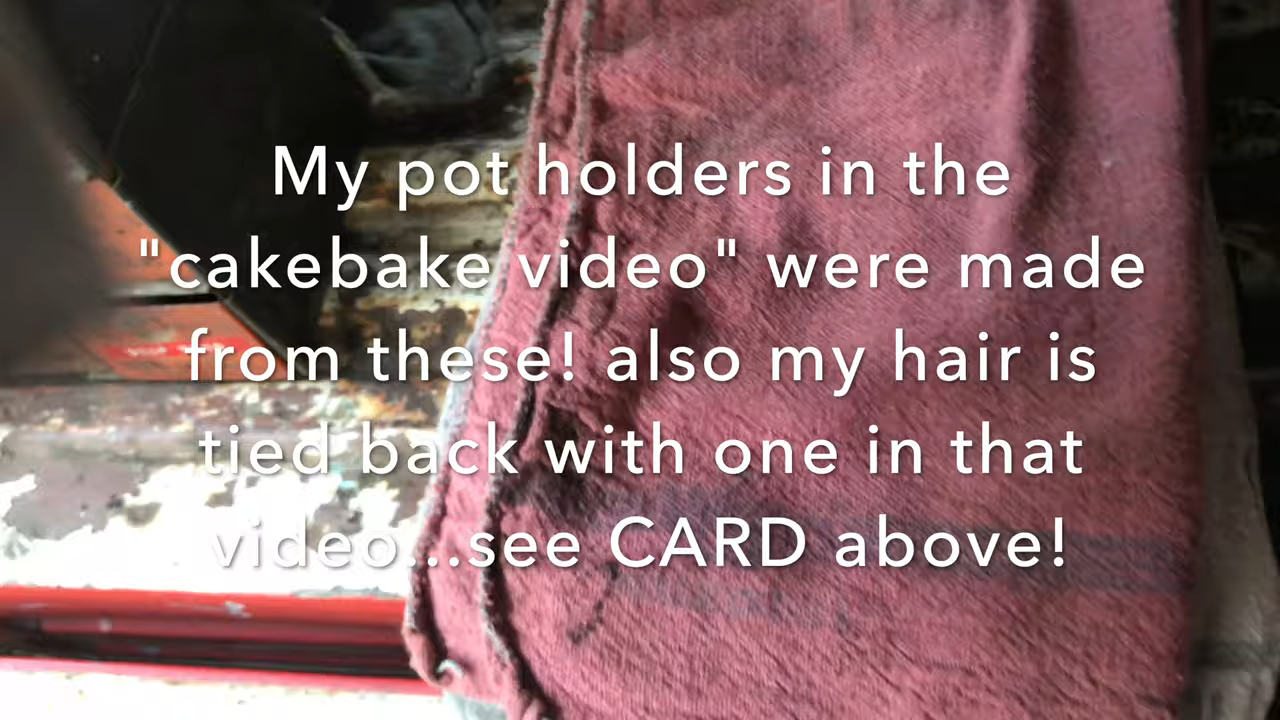 My pot holders in the
"cakebake video" were made
from these! also my hair is
tied back with one in that
video...see CARD above!